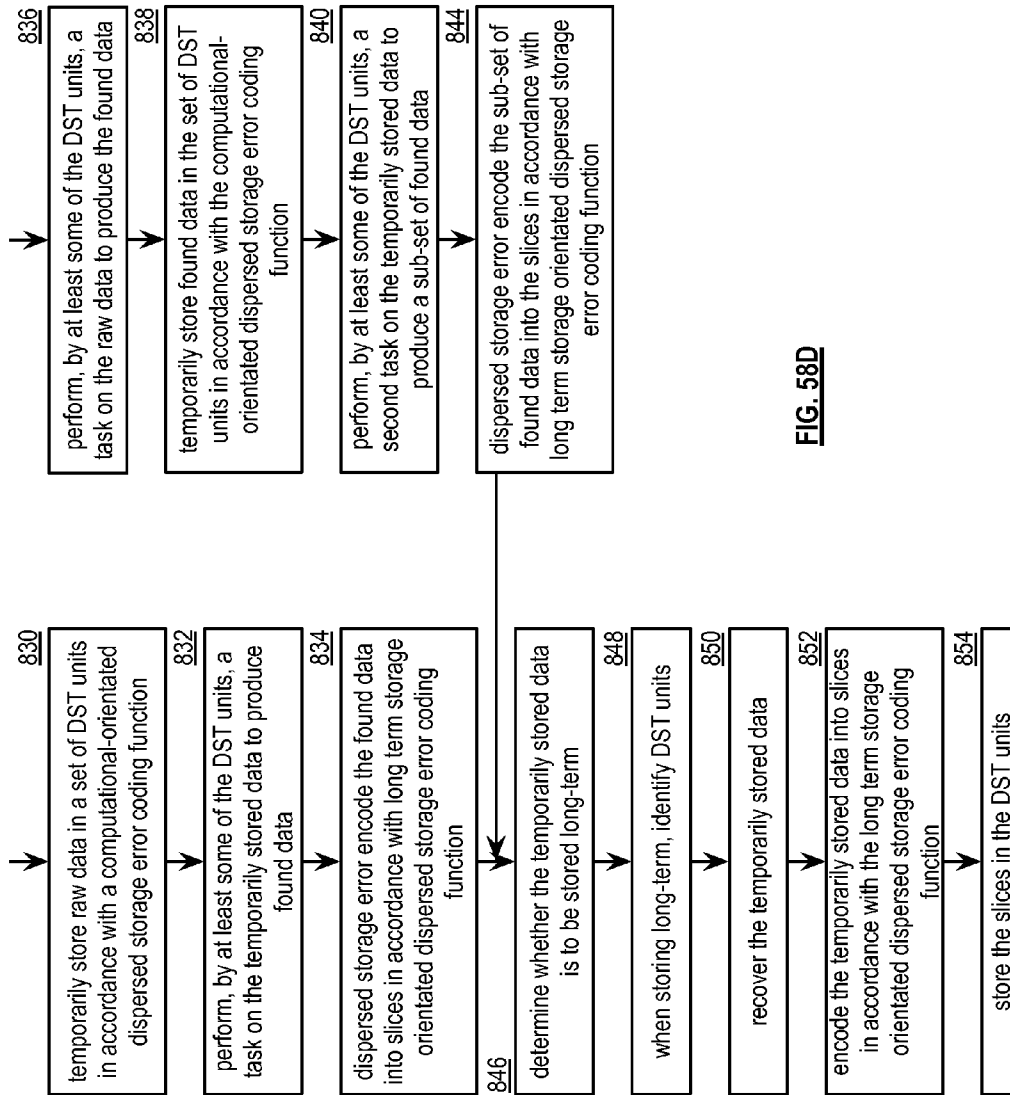 830
temporarily store raw data in a set of DST units
in accordance with a computational-orientated
dispersed storage error coding function
832
perform, by at least some of the DST units, a
task on the temporarily stored data to produce
found data
834
dispersed storage error encode the found data
into slices in accordance with long term storage
orientated dispersed storage error coding
function
846
determine whether the temporarily stored data
is to be stored long-term
848
when storing long-term, identify DST units
850
recover the temporarily stored data
852
encode the temporarily stored data into slices
in accordance with the long term storage
orientated dispersed storage error coding
function
854
store the slices in the DST units
836
perform, by at least some of the DST units, a
task on the raw data to produce the found data
838
temporarily store found data in the set of DST
units in accordance with the computational-
orientated dispersed storage error coding
function
840
perform, by at least some of the DST units, a
second task on the temporarily stored data to
produce a sub-set of found data
844
dispersed storage error encode the sub-set of
found data into the slices in accordance with
long term storage orientated dispersed storage
error coding function
FIG. 58D